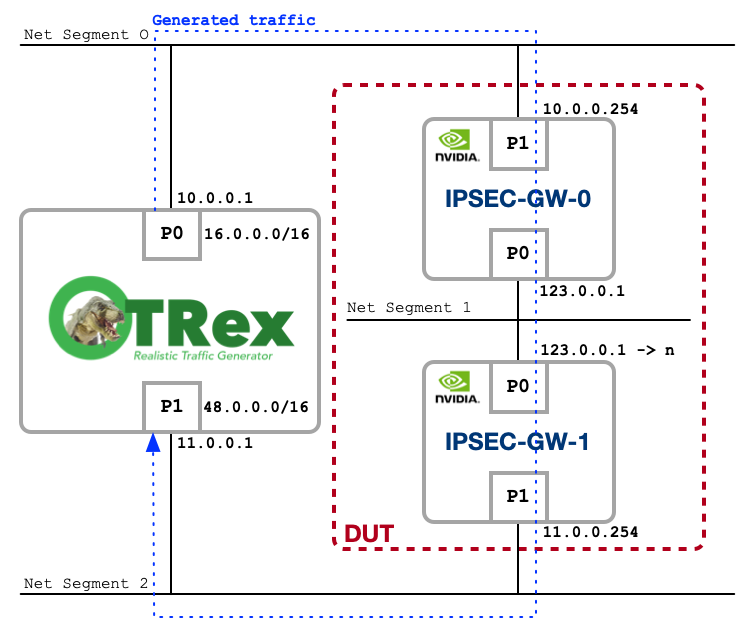 Generated traffic
Net Segment 0
10.0.0.254
P1
NVIDIA.
IPSEC-GW-0
10.0.0.1
P0
16.0.0.0/16
P0
123.0.0.1
Net Segment 1
TRex
Realistic Traffic Generator
123.0.0.1 -> n
P0
NVIDIA.
P1
48.0.0.0/16
11.0.0.1
IPSEC-GW-1
P1
11.0.0.254
DUT
Net Segment 2